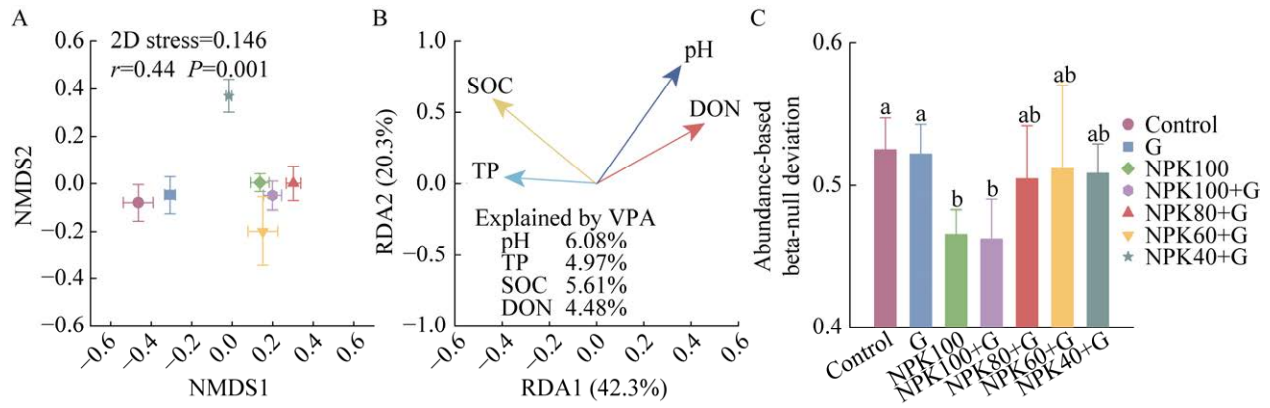 A
2D stress=0.146
r=0.44 P=0.001
0.6
0.4
0.2
0.0
−0.2
−0.4
−0.6
NMDS2
−0.6
−0.4
−0.2
0.0
0.2
0.4
0.6
NMDS1
B
1.0
0.5
0.0
−0.5
−1.0
RDA2 (20.3%)
pH
SOC
DON
TP
Explained by VPA
pH 6.08%
TP 4.97%
SOC 5.61%
DON 4.48%
−0.6
−0.4
−0.2
0.0
0.2
0.4
0.6
RDA1 (42.3%)
C
0.6
0.5
0.4
Abundance-based
beta-null deviation
a
a
b
b
ab
ab
ab
Control
G
NPK100
NPK100+G
NPK80+G
NPK60+G
NPK40+G
Control
G
NPK100
NPK100+G
NPK80+G
NPK60+G
NPK40+G